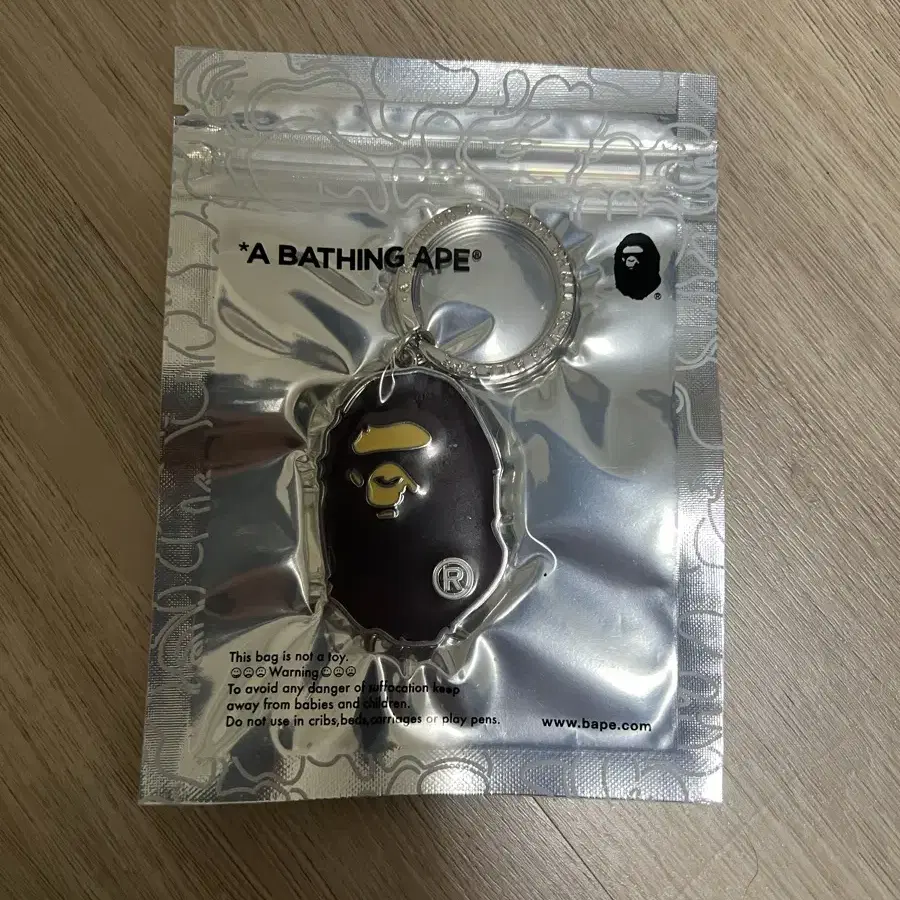 *A BATHING APE®
®
R
This bag is not a toy.
Warning
To avoid any danger of suffocation keep
away from babies and children.
Do not use in cribs,beds,carriages or play pens.
www.bape.com